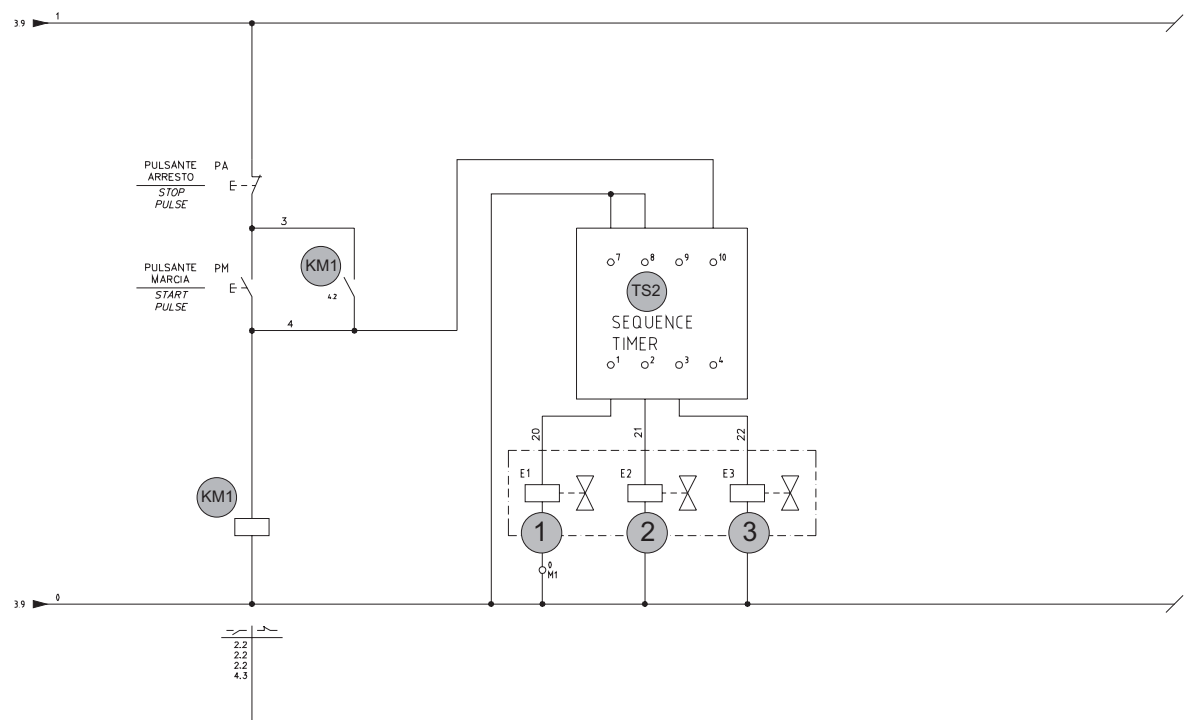 3.9
1
PULSANTE
ARRESTO
STOP
PULSE
PA
E
3
PULSANTE
MARCIA
START
PULSE
PM
E
KM1
4.2
4
7
8
9
10
TS2
SEQUENCE
TIMER
1
2
3
4
20
21
22
E1
E2
E3
KM1
1
2
3
0
M1
3.9
0
2.2
2.2
2.2
4.3